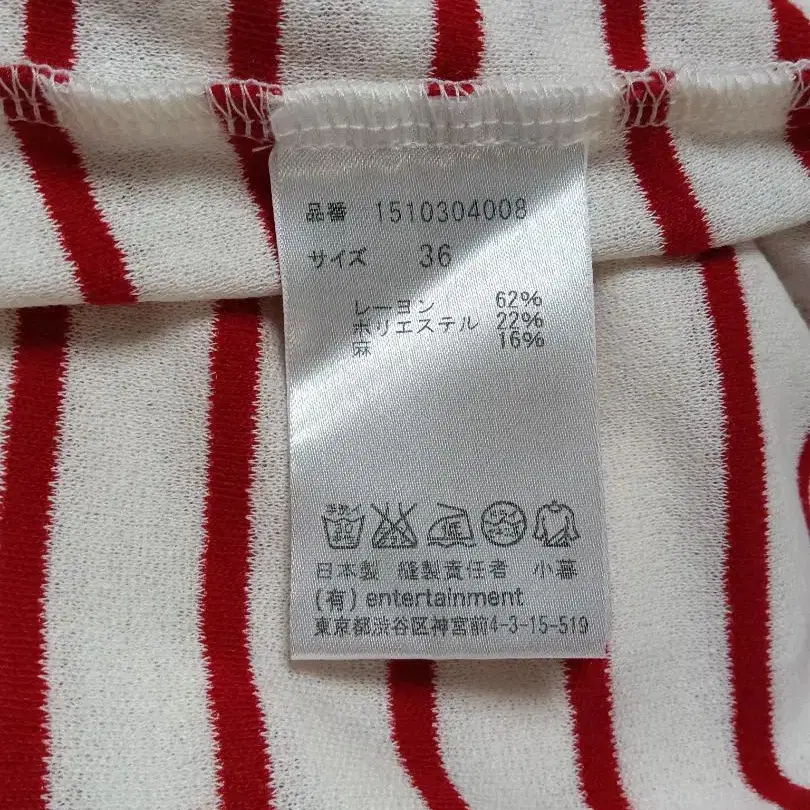 品番 1510304008
サイズ 36
レーヨン 62%
ポリエステル 22%
麻 16%
日本製 縫製責任者 小幕
(有) entertainment
東京都渋谷区神宮前4-3-15-519